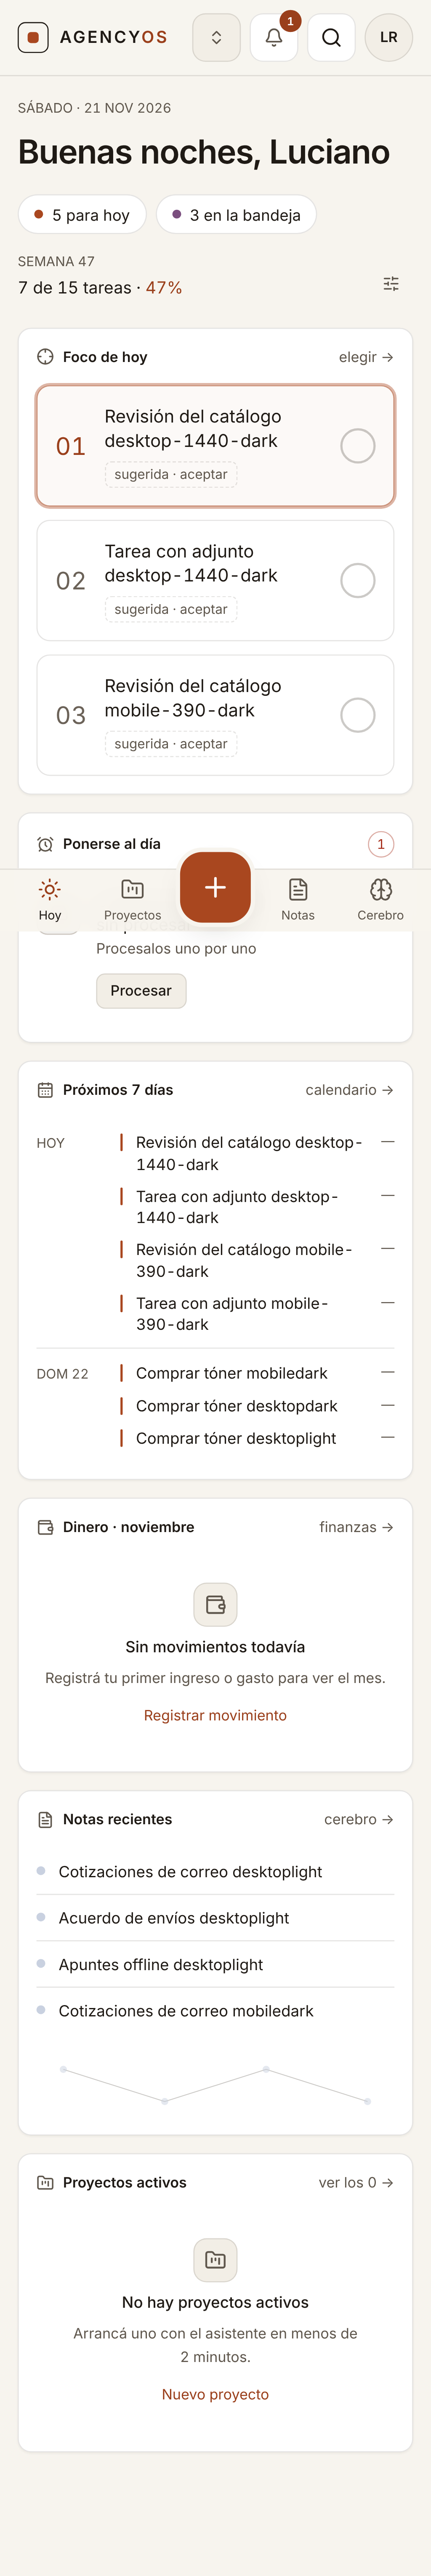 AGENCYOS
1
LR
SÁBADO · 21 NOV 2026
Buenas noches, Luciano
5 para hoy
3 en la bandeja
SEMANA 47
7 de 15 tareas · 47%
Foco de hoy
elegir →
01
Revisión del catálogo
desktop-1440-dark
sugerida · aceptar
02
Tarea con adjunto
desktop-1440-dark
sugerida · aceptar
03
Revisión del catálogo
mobile-390-dark
sugerida · aceptar
Ponerse al día
1
Hoy
Proyectos
+
Notas
Cerebro
Procesalos uno por uno
Procesar
Próximos 7 días
calendario →
HOY
Revisión del catálogo desktop-
1440-dark
—
Tarea con adjunto desktop-
1440-dark
—
Revisión del catálogo mobile-
390-dark
—
Tarea con adjunto mobile-
390-dark
—
DOM 22
Comprar tóner mobiledark
—
Comprar tóner desktopdark
—
Comprar tóner desktoplight
—
Dinero · noviembre
finanzas →
Sin movimientos todavía
Registrá tu primer ingreso o gasto para ver el mes.
Registrar movimiento
Notas recientes
cerebro →
Cotizaciones de correo desktoplight
Acuerdo de envíos desktoplight
Apuntes offline desktoplight
Cotizaciones de correo mobiledark
Proyectos activos
ver los 0 →
No hay proyectos activos
Arrancá uno con el asistente en menos de
2 minutos.
Nuevo proyecto